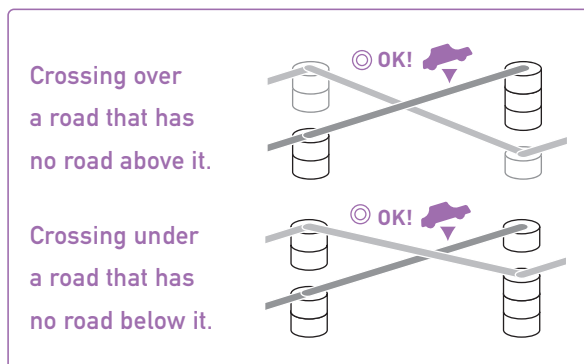 Crossing over
a road that has
no road above it.
◎ OK!
Crossing under
a road that has
no road below it.
◎ OK!